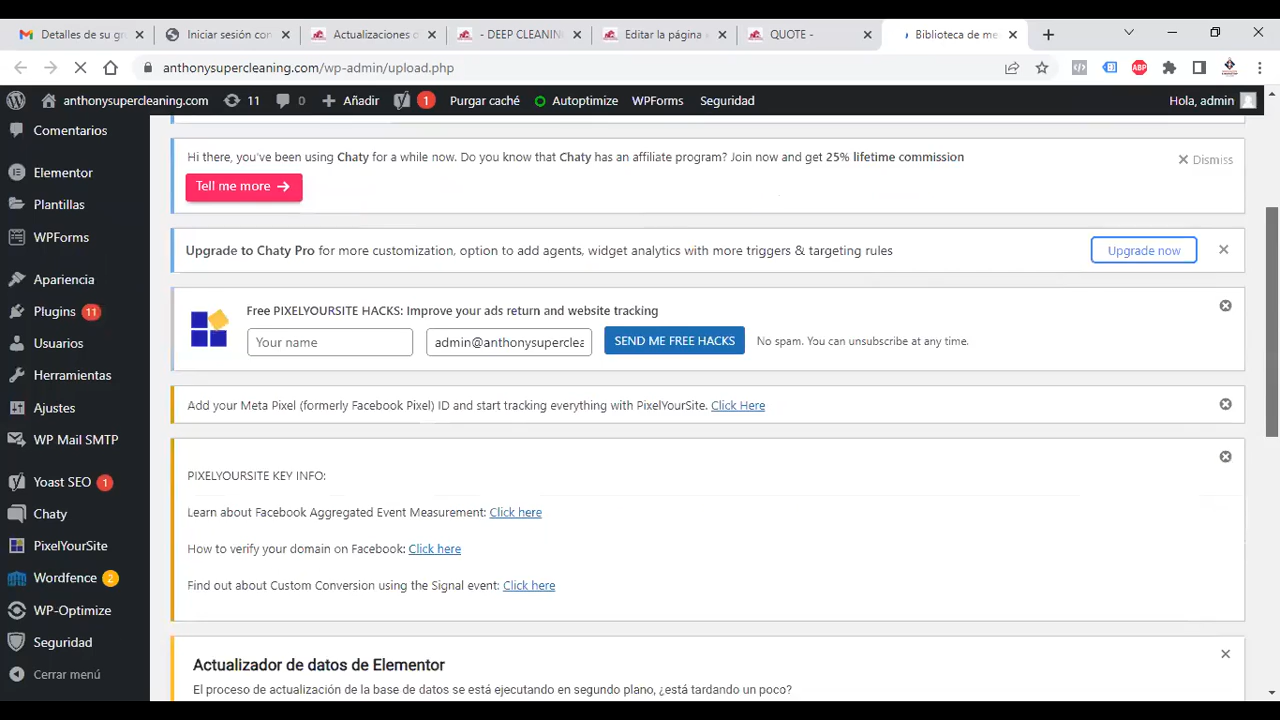 Detalles de su gr
Iniciar sesión con
Actualizaciones d
- DEEP CLEANIN
Editar la página e
QUOTE -
Biblioteca de me
anthonysupercleaning.com/wp-admin/upload.php
anthonysupercleaning.com
11
0
Añadir
1
Purgar caché
Autoptimize
WPForms
Seguridad
Hola, admin
Comentarios
Elementor
Plantillas
WPForms
Apariencia
Plugins 11
Usuarios
Herramientas
Ajustes
WP Mail SMTP
Yoast SEO 1
Chaty
PixelYourSite
Wordfence 2
WP-Optimize
Seguridad
Cerrar menú
Hi there, you've been using Chaty for a while now. Do you know that Chaty has an affiliate program? Join now and get 25% lifetime commission
Dismiss
Tell me more →
Upgrade to Chaty Pro for more customization, option to add agents, widget analytics with more triggers & targeting rules
Upgrade now
Free PIXELYOURSITE HACKS: Improve your ads return and website tracking
Your name
admin@anthonysuperclea
SEND ME FREE HACKS
No spam. You can unsubscribe at any time.
Add your Meta Pixel (formerly Facebook Pixel) ID and start tracking everything with PixelYourSite. Click Here
PIXELYOURSITE KEY INFO:
Learn about Facebook Aggregated Event Measurement: Click here
How to verify your domain on Facebook: Click here
Find out about Custom Conversion using the Signal event: Click here
Actualizador de datos de Elementor
El proceso de actualización de la base de datos se está ejecutando en segundo plano, ¿está tardando un poco?